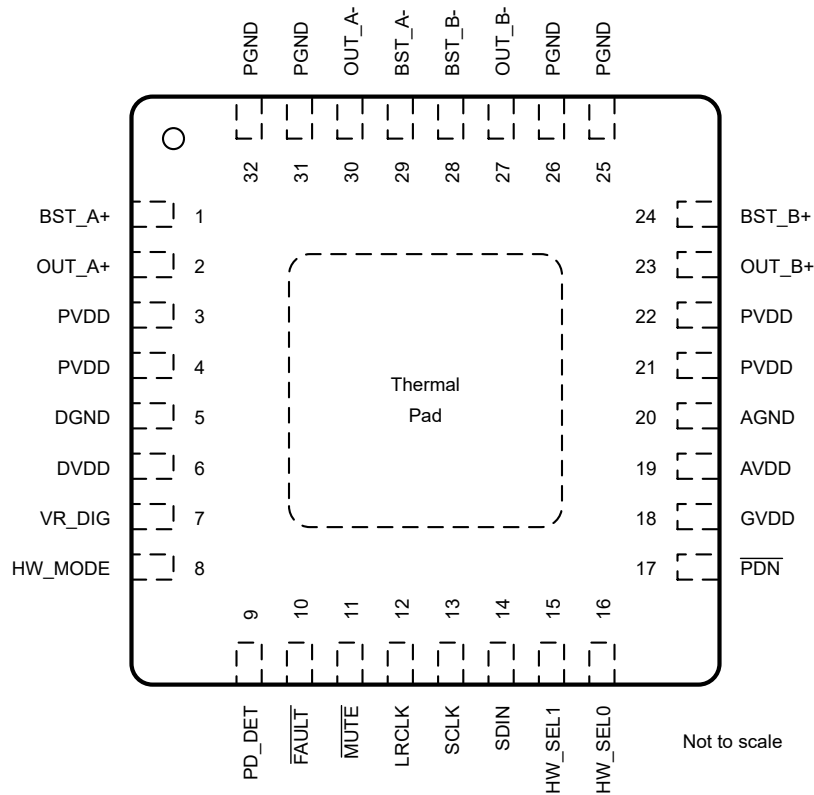 PGND PGND OUT_A- BST_A- BST_B- OUT_B- PGND PGND
32 31 30 29 28 27 26 25
BST_A+ 1 24 BST_B+
OUT_A+ 2 23 OUT_B+
PVDD 3 22 PVDD
PVDD 4 21 PVDD
Thermal
Pad
DGND 5 20 AGND
DVDD 6 19 AVDD
VR_DIG 7 18 GVDD
HW_MODE 8 17 PDN
9 10 11 12 13 14 15 16
PD_DET FAULT MUTE LRCLK SCLK SDIN HW_SEL1 HW_SEL0
Not to scale